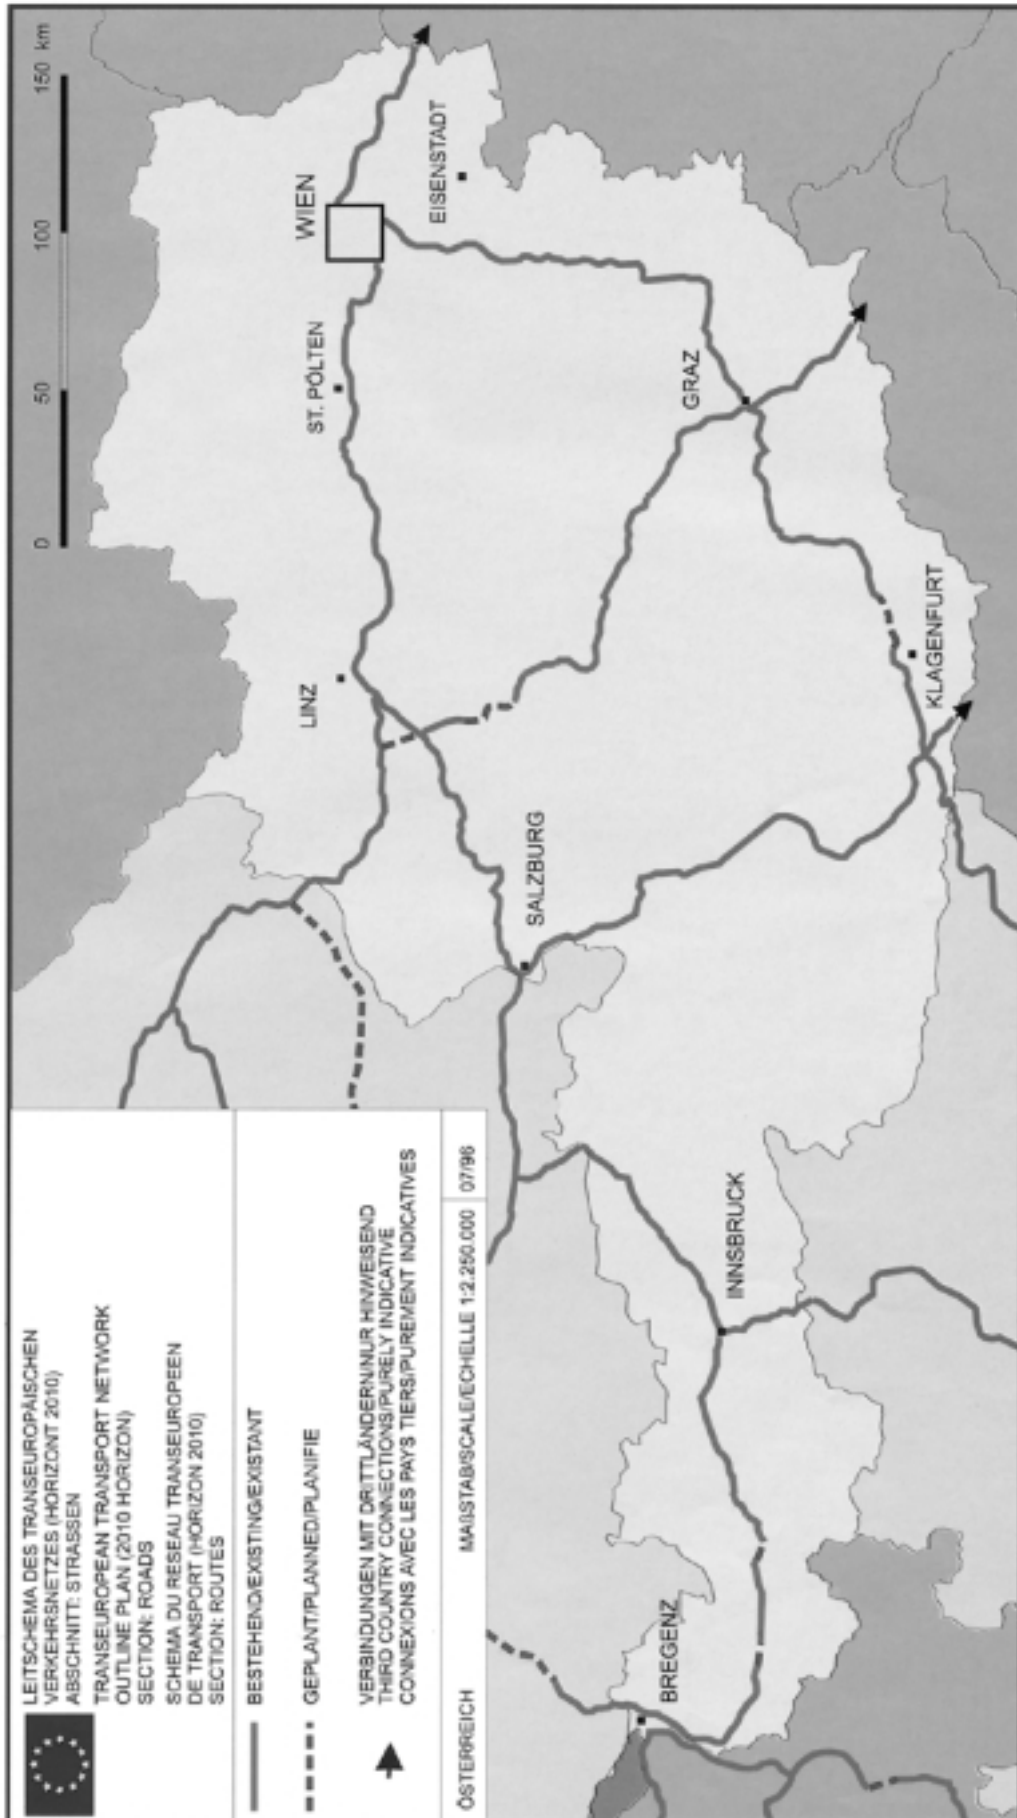 LEITSCHEMA DES TRANSEUROPÄISCHEN
VERKEHRSNETZES (HORIZONT 2010)
ABSCHNITT: STRASSEN
TRANSEUROPEAN TRANSPORT NETWORK
OUTLINE PLAN (2010 HORIZON)
SECTION: ROADS
SCHEMA DU RESEAU TRANSEUROPEEN
DE TRANSPORT (HORIZON 2010)
SECTION: ROUTES
BESTEHEND/EXISTING/EXISTANT
GEPLANT/PLANNED/PLANIFIE
VERBINDUNGEN MIT DRITTLÄNDERN/NUR HINWEISEND
THIRD COUNTRY CONNECTIONS/PURELY INDICATIVE
CONNEXIONS AVEC LES PAYS TIERS/PUREMENT INDICATIVES
ÖSTERREICH MAßSTAB/SCALE/ECHELLE 1:2.250.000 07/96
0 50 100 150 km
WIEN
EISENSTADT
ST. PÖLTEN
LINZ
GRAZ
SALZBURG
KLAGENFURT
INNSBRUCK
BREGENZ